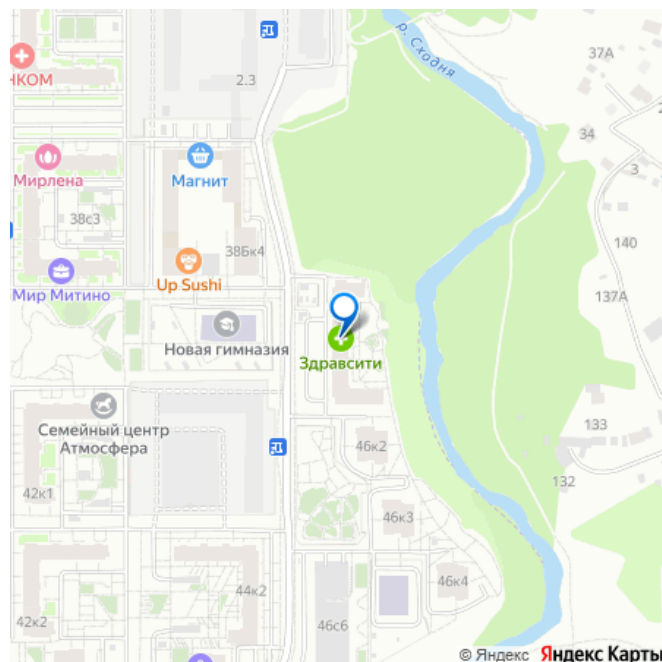 р. Сходня
37А
НКОМ
2.3
34
3
Мирлена
Магнит
38с3
140
38Бк4
Up Sushi
Мир Митино
137А
Новая гимназия
Здравсити
Семейный центр
Атмосфера
133
46к2
132
42к1
46к3
46к4
44к2
42к2
46с6
© Яндекс Яндекс Карты